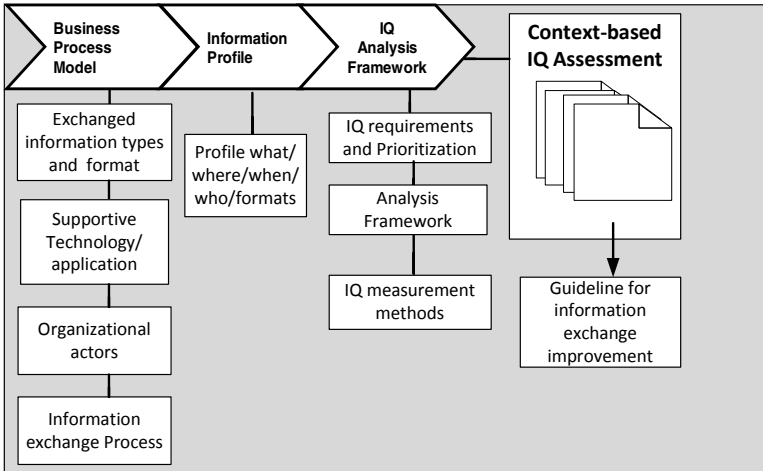 Business
Process
Model
Information
Profile
IQ
Analysis
Framework
Context-based
IQ Assessment
Exchanged
information types
and format
Supportive
Technology/
application
Organizational
actors
Information
exchange Process
Profile what/
where/when/
who/formats
IQ requirements
and Prioritization
Analysis
Framework
IQ measurement
methods
Guideline for
information
exchange
improvement